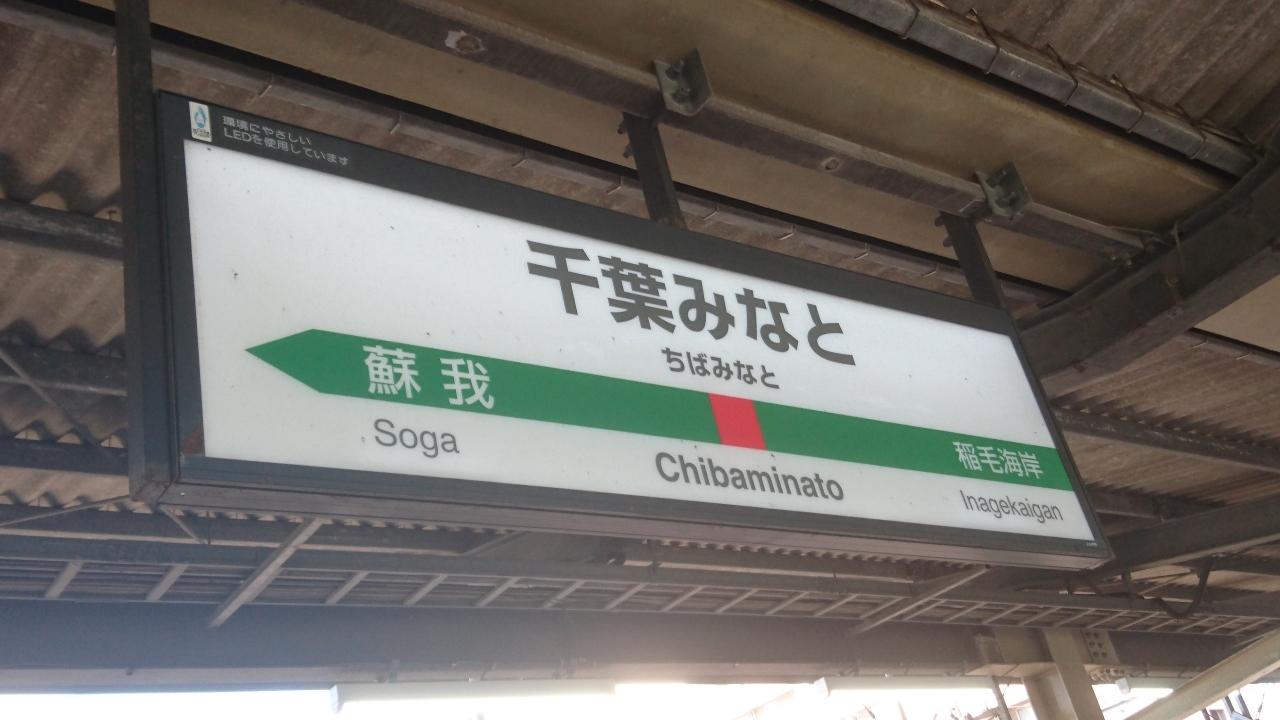 環境にやさしい
LEDを使用しています
千葉みなと
ちばみなと
蘇我
稲毛海岸
Soga
Chibaminato
Inagekaigan